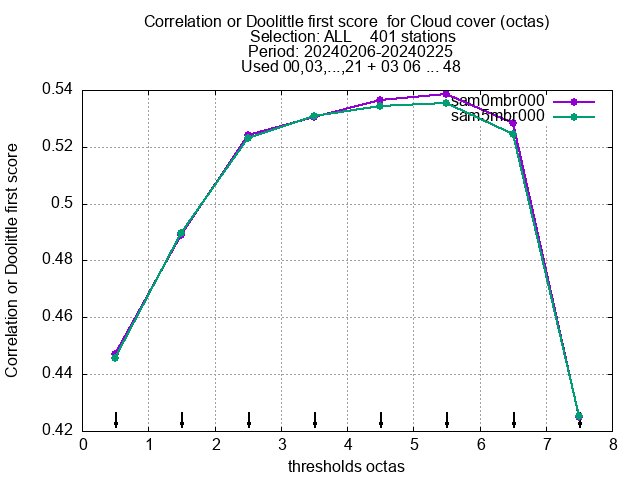 Correlation or Doolittle first score  for Cloud cover (octas)
Selection: ALL    401 stations
Period: 20240206-20240225
Used 00,03,...,21 + 03 06 ... 48
sam0mbr000
sam5mbr000
0.54
0.52
0.5
0.48
0.46
0.44
0.42
Correlation or Doolittle first score
0 1 2 3 4 5 6 7 8
thresholds octas